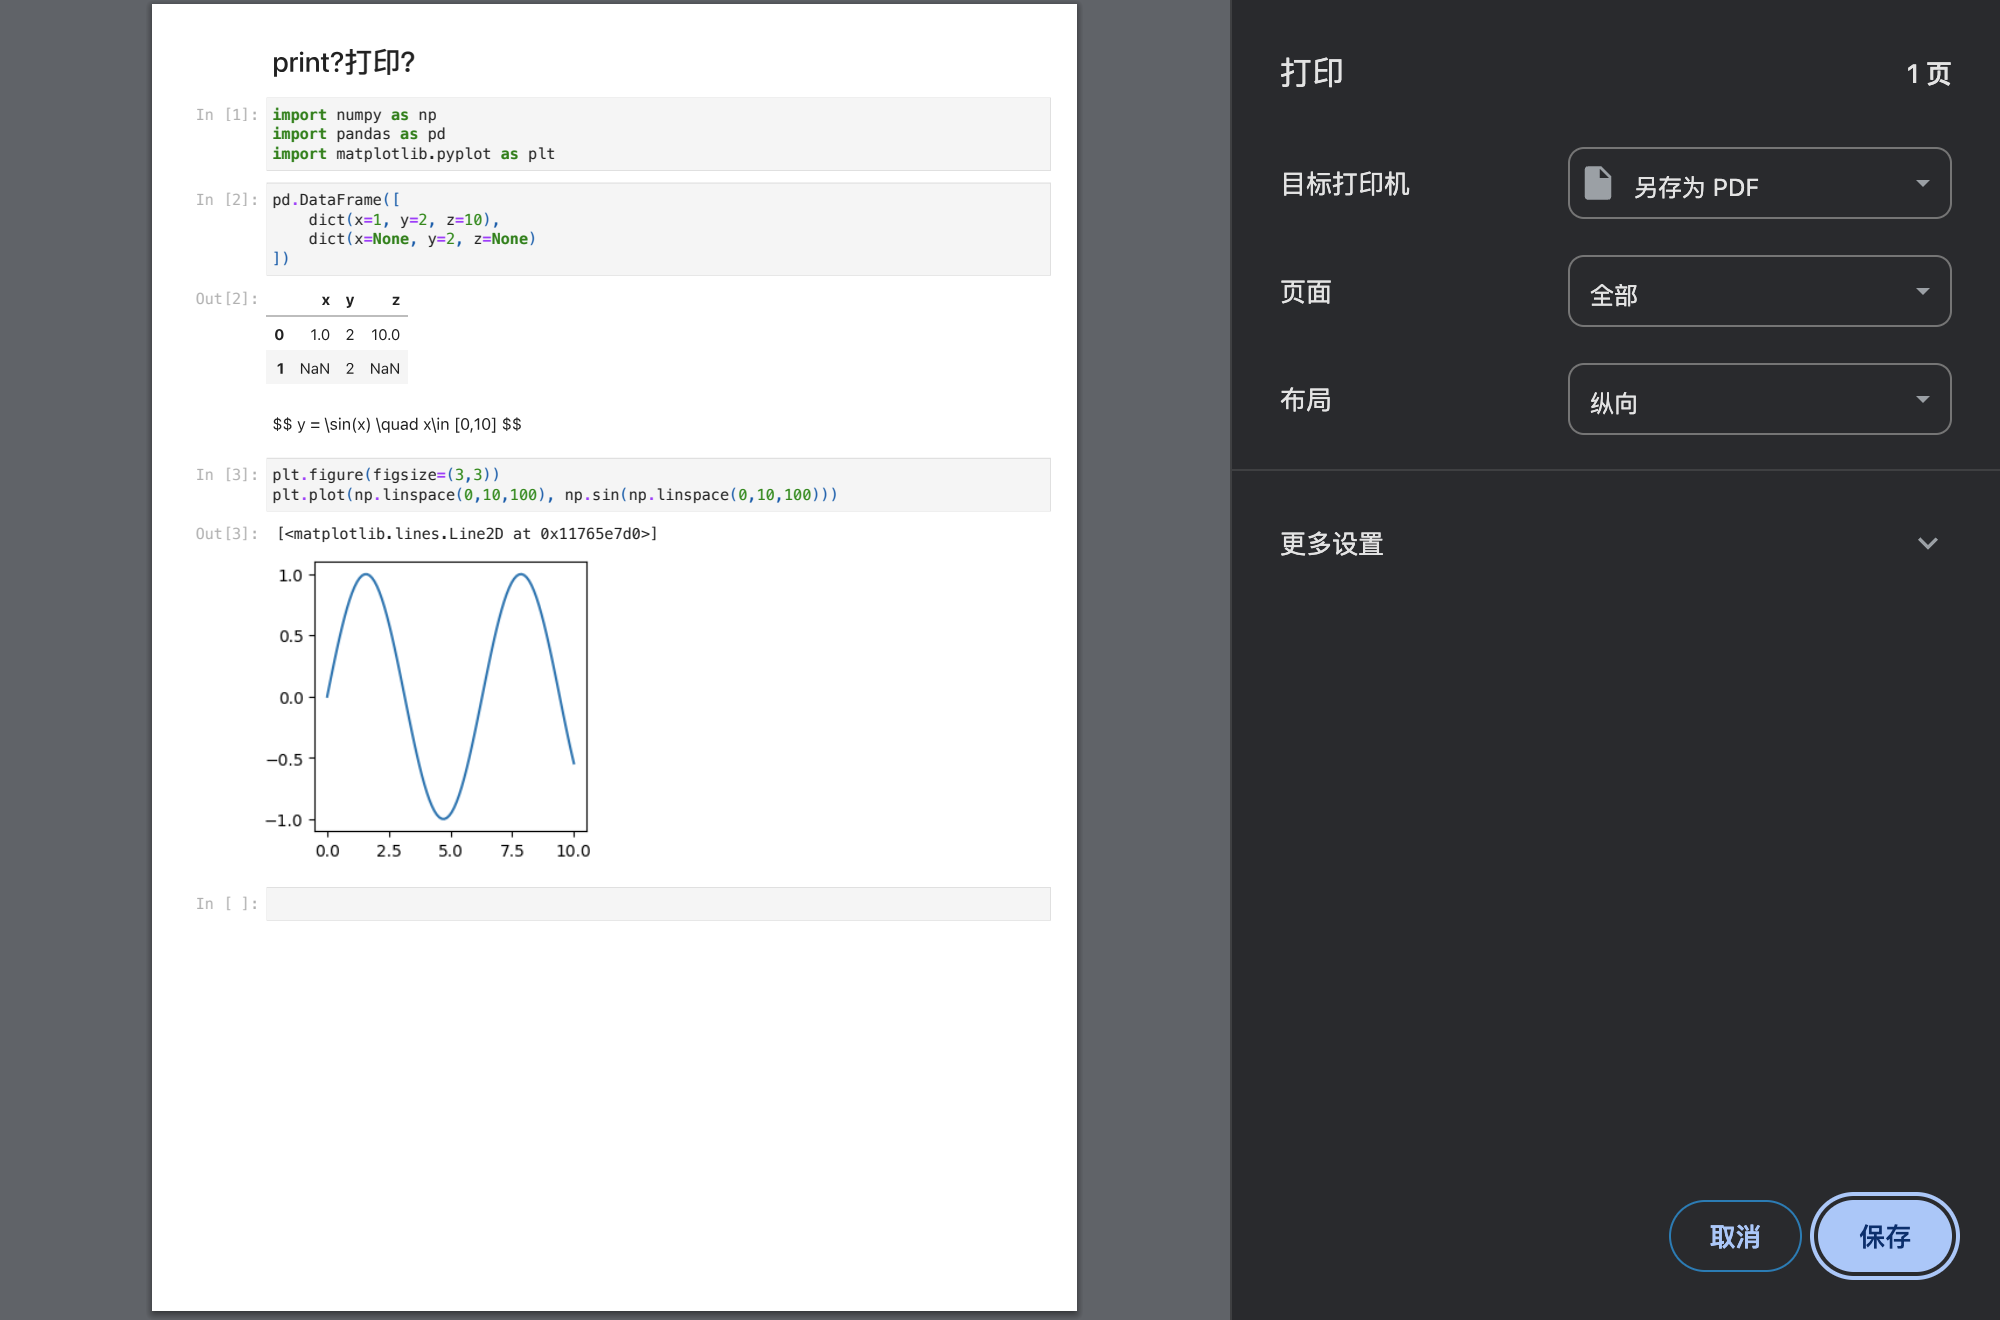 print?打印?
In [1]: import numpy as np
import pandas as pd
import matplotlib.pyplot as plt
In [2]: pd.DataFrame([
    dict(x=1, y=2, z=10),
    dict(x=None, y=2, z=None)
])
Out[2]: x y z
0 1.0 2 10.0
1 NaN 2 NaN
$$ y = \sin(x) \quad x\in [0,10] $$
In [3]: plt.figure(figsize=(3,3))
plt.plot(np.linspace(0,10,100), np.sin(np.linspace(0,10,100)))
Out[3]: [<matplotlib.lines.Line2D at 0x11765e7d0>]
1.0
0.5
0.0
−0.5
−1.0
0.0 2.5 5.0 7.5 10.0
In [ ]:
打印 1 页
目标打印机 另存为 PDF
页面 全部
布局 纵向
更多设置
取消 保存